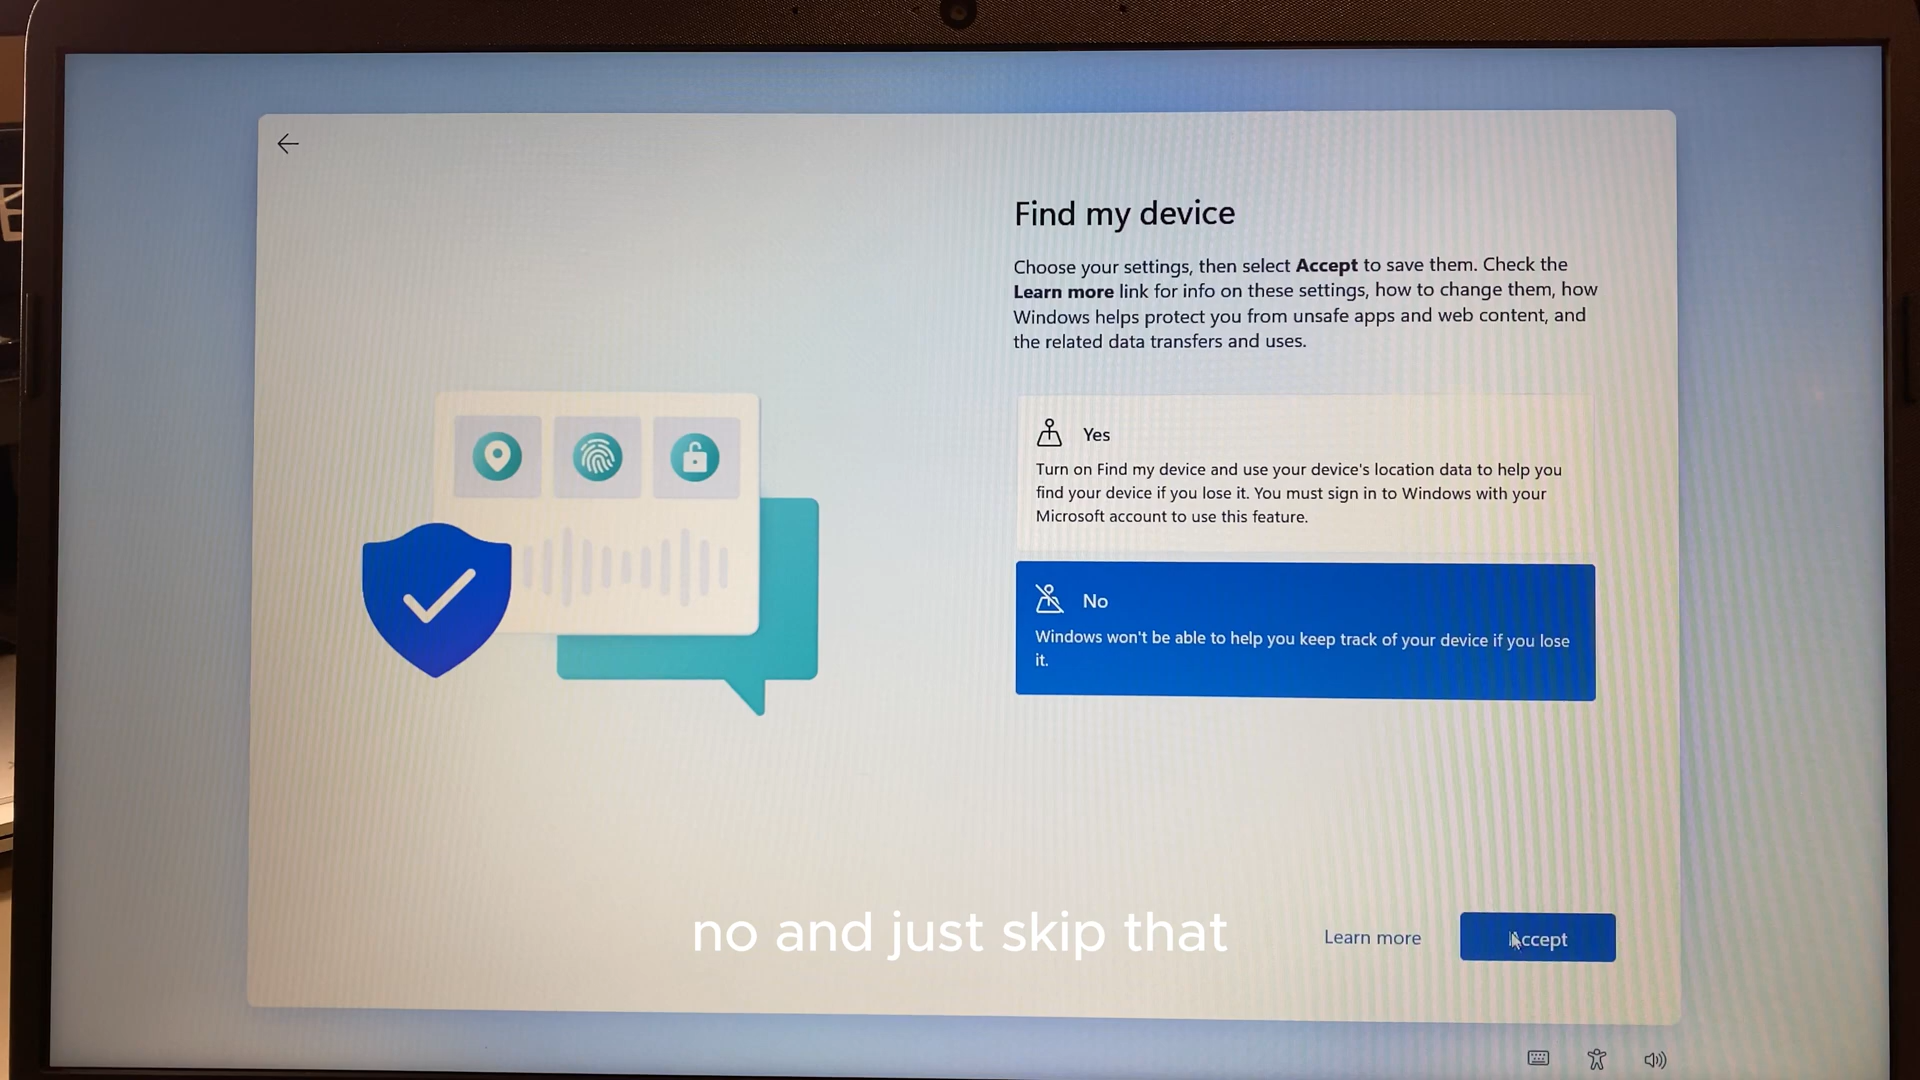 Find my device
Choose your settings, then select Accept to save them. Check the
Learn more link for info on these settings, how to change them, how
Windows helps protect you from unsafe apps and web content, and
the related data transfers and uses.
Yes
Turn on Find my device and use your device's location data to help you
find your device if you lose it. You must sign in to Windows with your
Microsoft account to use this feature.
No
Windows won't be able to help you keep track of your device if you lose
it.
no and just skip that
Learn more
Accept